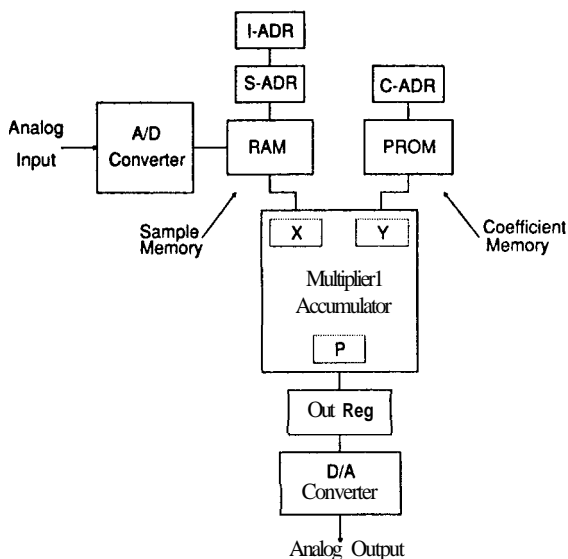 I-ADR
S-ADR
C-ADR
Analog
Input
A/D
Converter
RAM
PROM
Sample
Memory
Coefficient
Memory
X
Y
Multiplier1
Accumulator
P
Out Reg
D/A
Converter
Analog Output